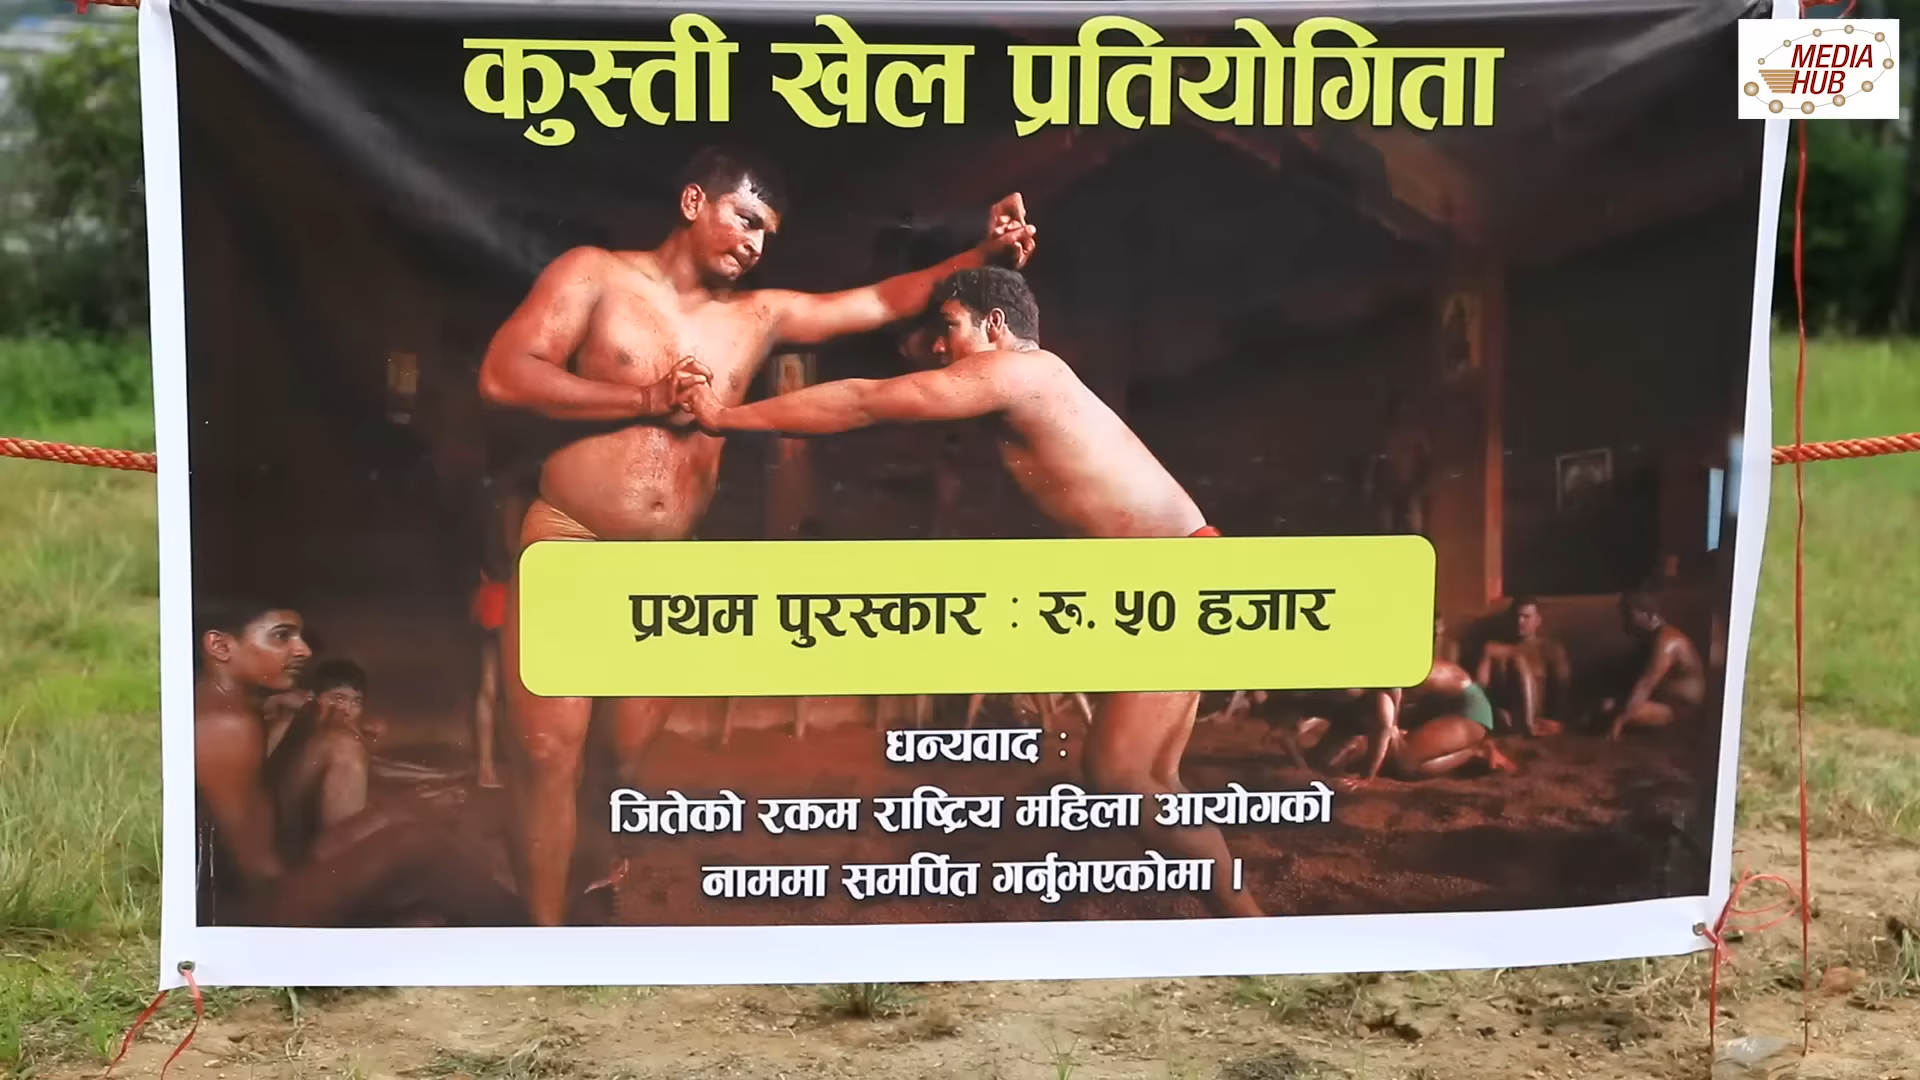 कुस्ती खेल प्रतियोगिता
MEDIA
HUB
प्रथम पुरस्कार : रु. ५० हजार
धन्यवाद :
जितेको रकम राष्ट्रिय महिला आयोगको
नाममा समर्पित गर्नुभएकोमा ।